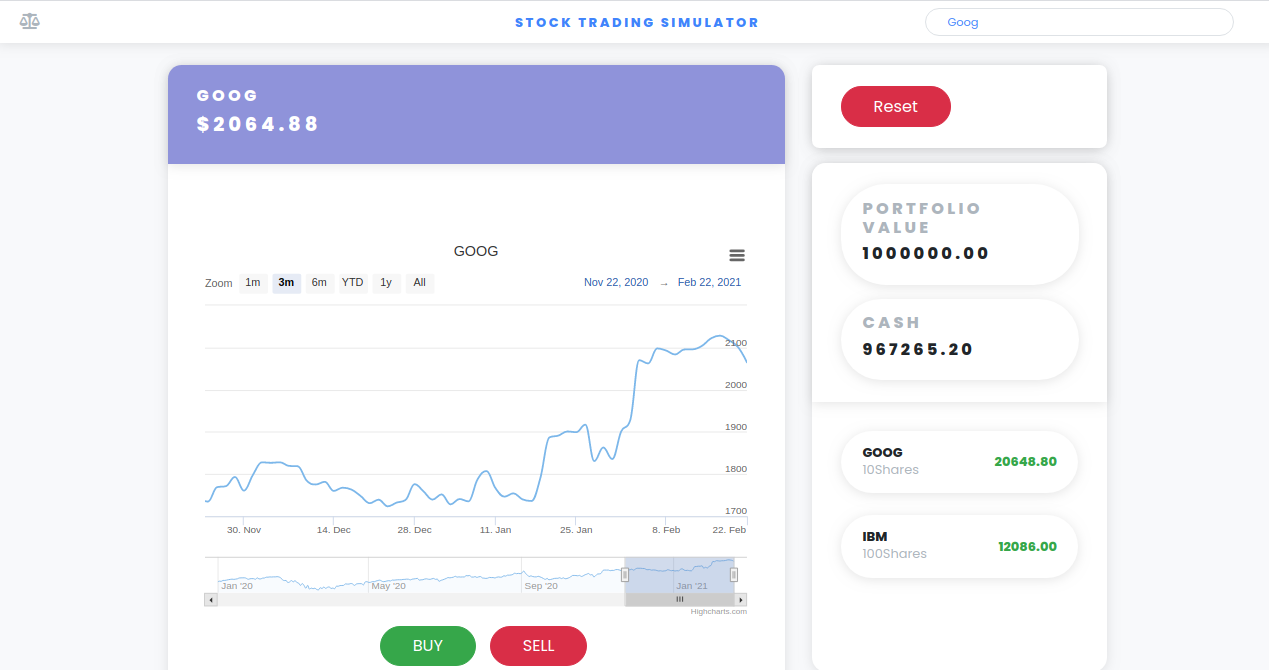 STOCK TRADING SIMULATOR
Goog
GOOG
$2064.88
GOOG
Zoom 1m 3m 6m YTD 1y All
Nov 22, 2020 → Feb 22, 2021
2100
2000
1900
1800
1700
30. Nov 14. Dec 28. Dec 11. Jan 25. Jan 8. Feb 22. Feb
Jan '20 May '20 Sep '20 Jan '21
Highcharts.com
BUY SELL
Reset
PORTFOLIO
VALUE
1000000.00
CASH
967265.20
GOOG
10Shares
20648.80
IBM
100Shares
12086.00